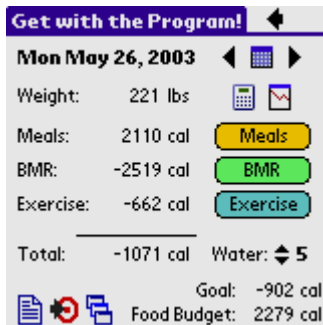 Get with the Program!
Mon May 26, 2003
Weight: 221 lbs
Meals: 2110 cal Meals
BMR: -2519 cal BMR
Exercise: -662 cal Exercise
Total: -1071 cal Water: 5
Goal: -902 cal
Food Budget: 2279 cal